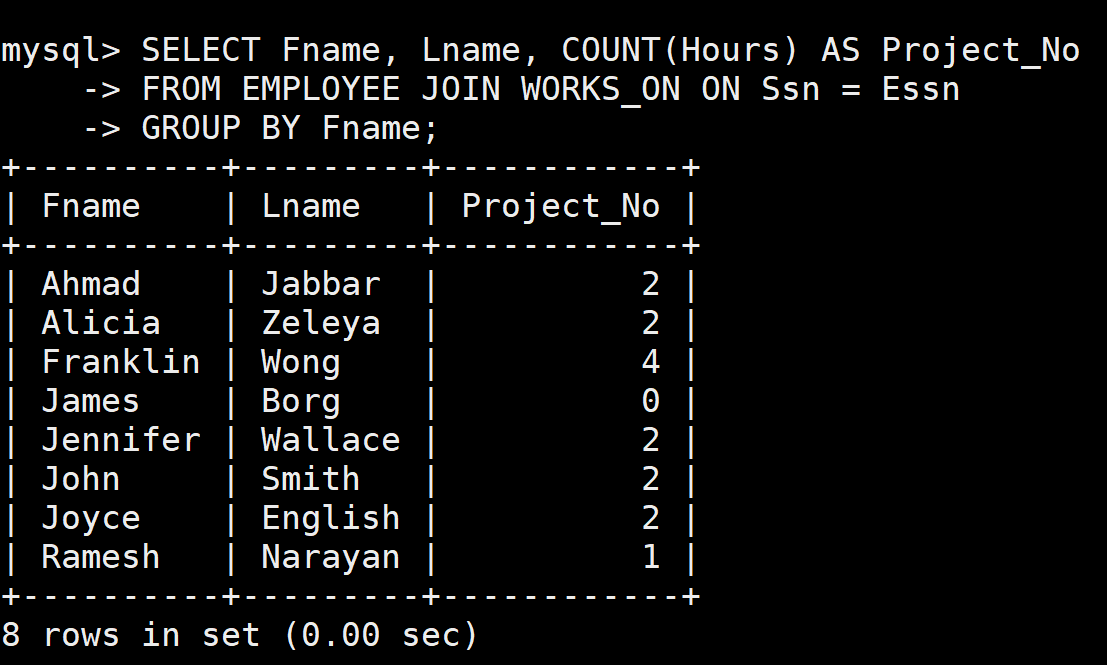 mysql> SELECT Fname, Lname, COUNT(Hours) AS Project_No
    -> FROM EMPLOYEE JOIN WORKS_ON ON Ssn = Essn
    -> GROUP BY Fname;
+----------+---------+------------+
| Fname    | Lname   | Project_No |
+----------+---------+------------+
| Ahmad    | Jabbar  |          2 |
| Alicia   | Zeleya  |          2 |
| Franklin | Wong    |          4 |
| James    | Borg    |          0 |
| Jennifer | Wallace |          2 |
| John     | Smith   |          2 |
| Joyce    | English |          2 |
| Ramesh   | Narayan |          1 |
+----------+---------+------------+
8 rows in set (0.00 sec)